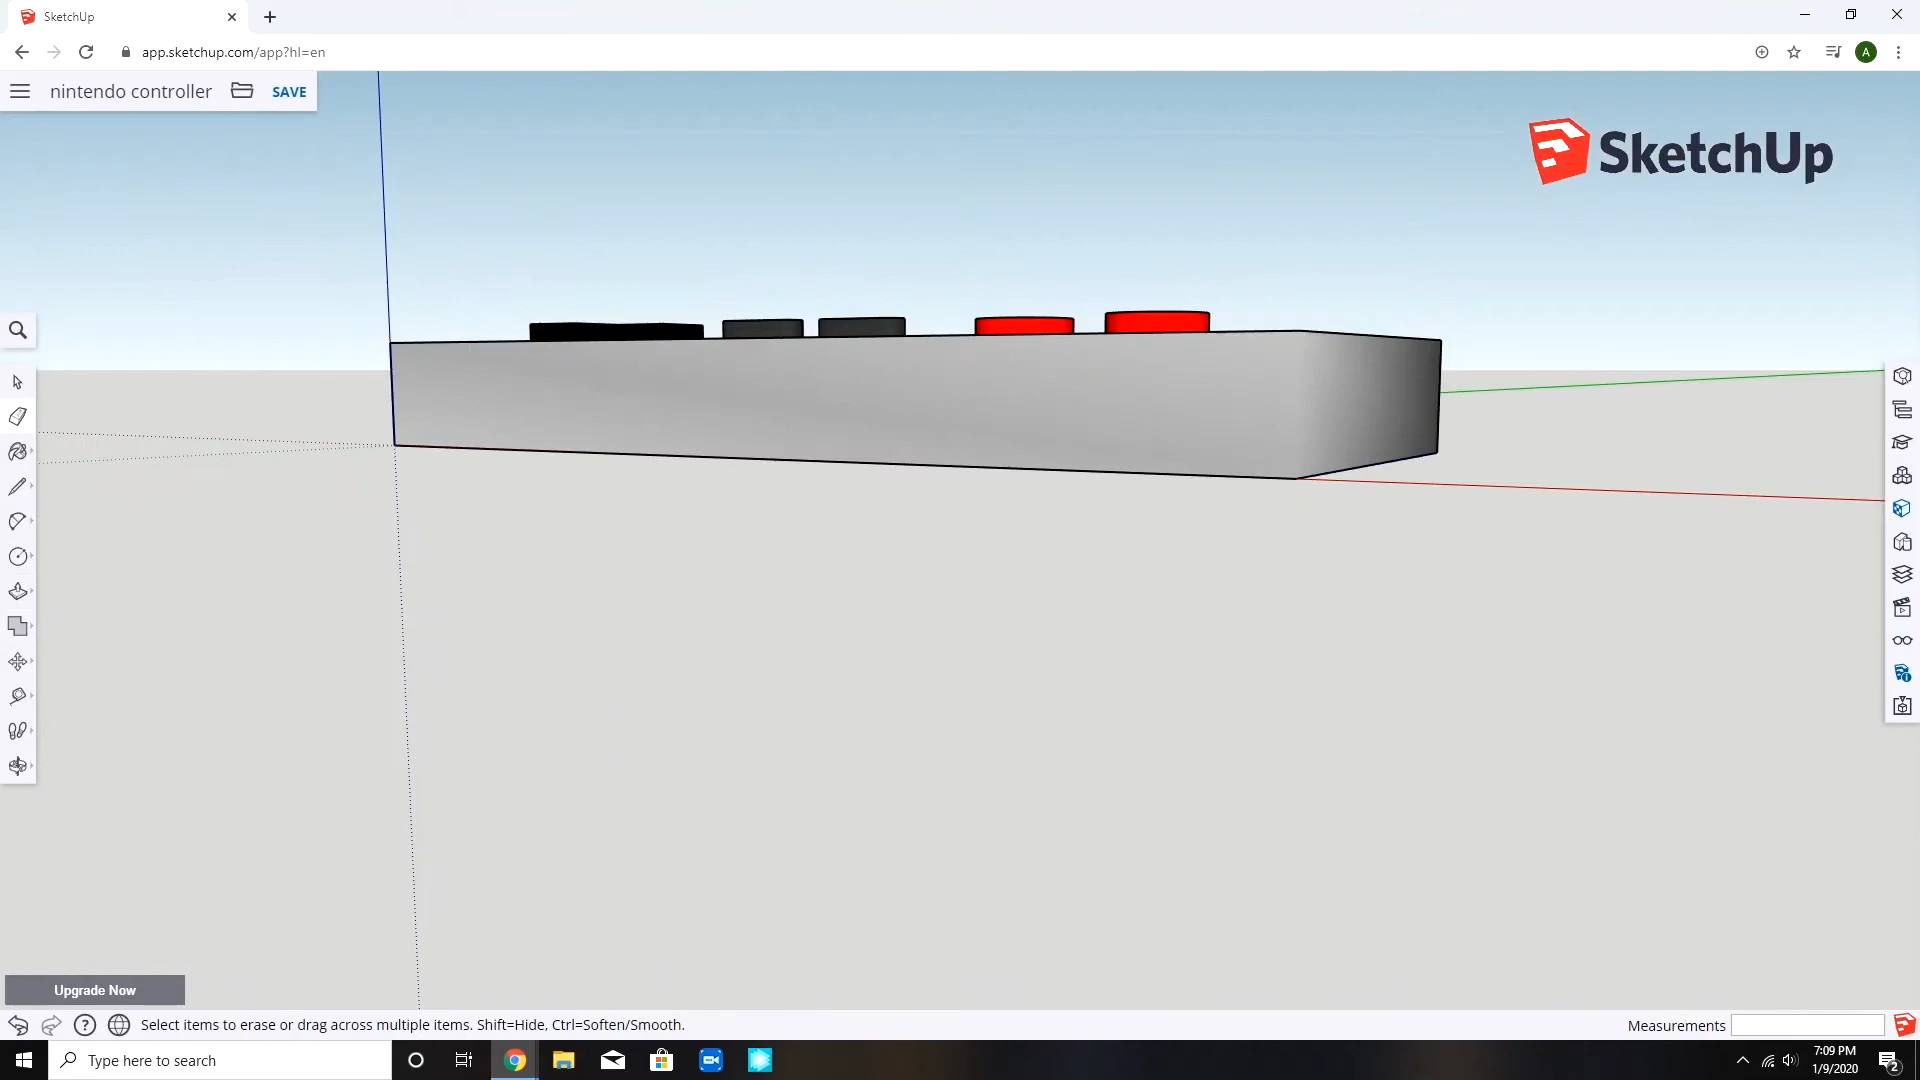 SketchUp
app.sketchup.com/app?hl=en
A
nintendo controller
SAVE
SketchUp
Upgrade Now
Select items to erase or drag across multiple items. Shift=Hide, Ctrl=Soften/Smooth.
Measurements
Type here to search
7:09 PM
1/9/2020
2